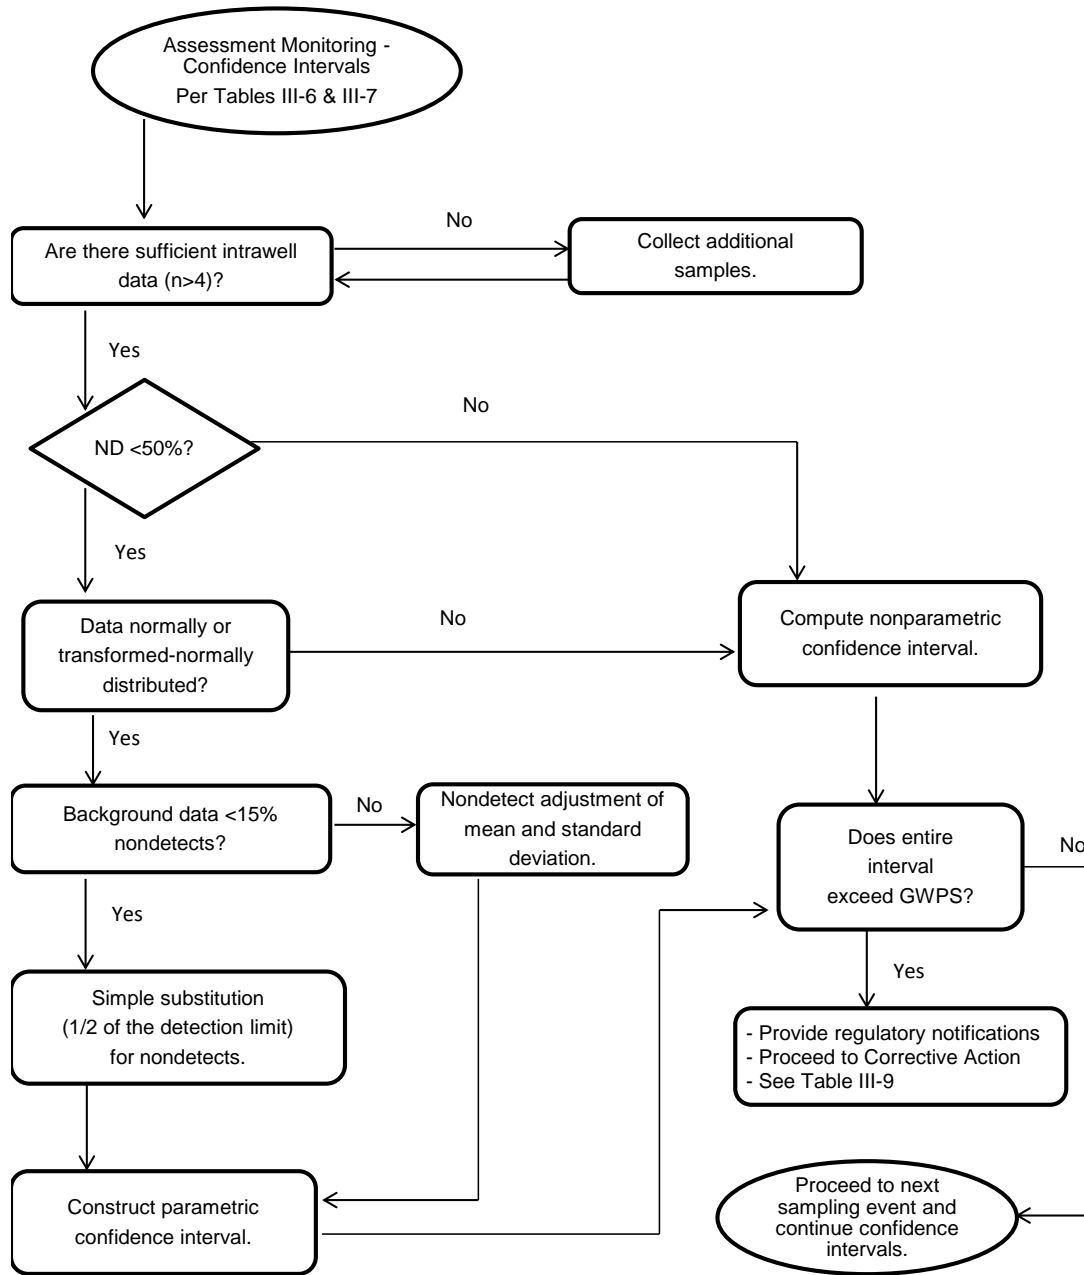 Assessment Monitoring -
Confidence Intervals
Per Tables III-6 & III-7
No
Are there sufficient intrawell
data (n>4)?
Collect additional
samples.
Yes
No
ND <50%?
Yes
Data normally or
transformed-normally
distributed?
No
Compute nonparametric
confidence interval.
Yes
Background data <15%
nondetects?
No
Nondetect adjustment of
mean and standard
deviation.
Does entire
interval
exceed GWPS?
No
Yes
Yes
Simple substitution
(1/2 of the detection limit)
for nondetects.
- Provide regulatory notifications
- Proceed to Corrective Action
- See Table III-9
Construct parametric
confidence interval.
Proceed to next
sampling event and
continue confidence
intervals.